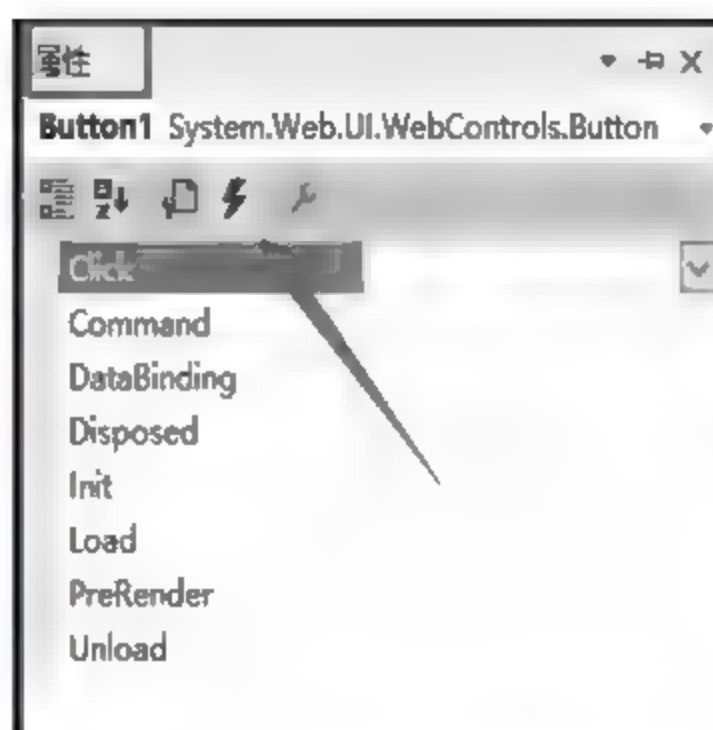 属性
Button1 System.Web.UI.WebControls.Button
Click
Command
DataBinding
Disposed
Init
Load
PreRender
Unload